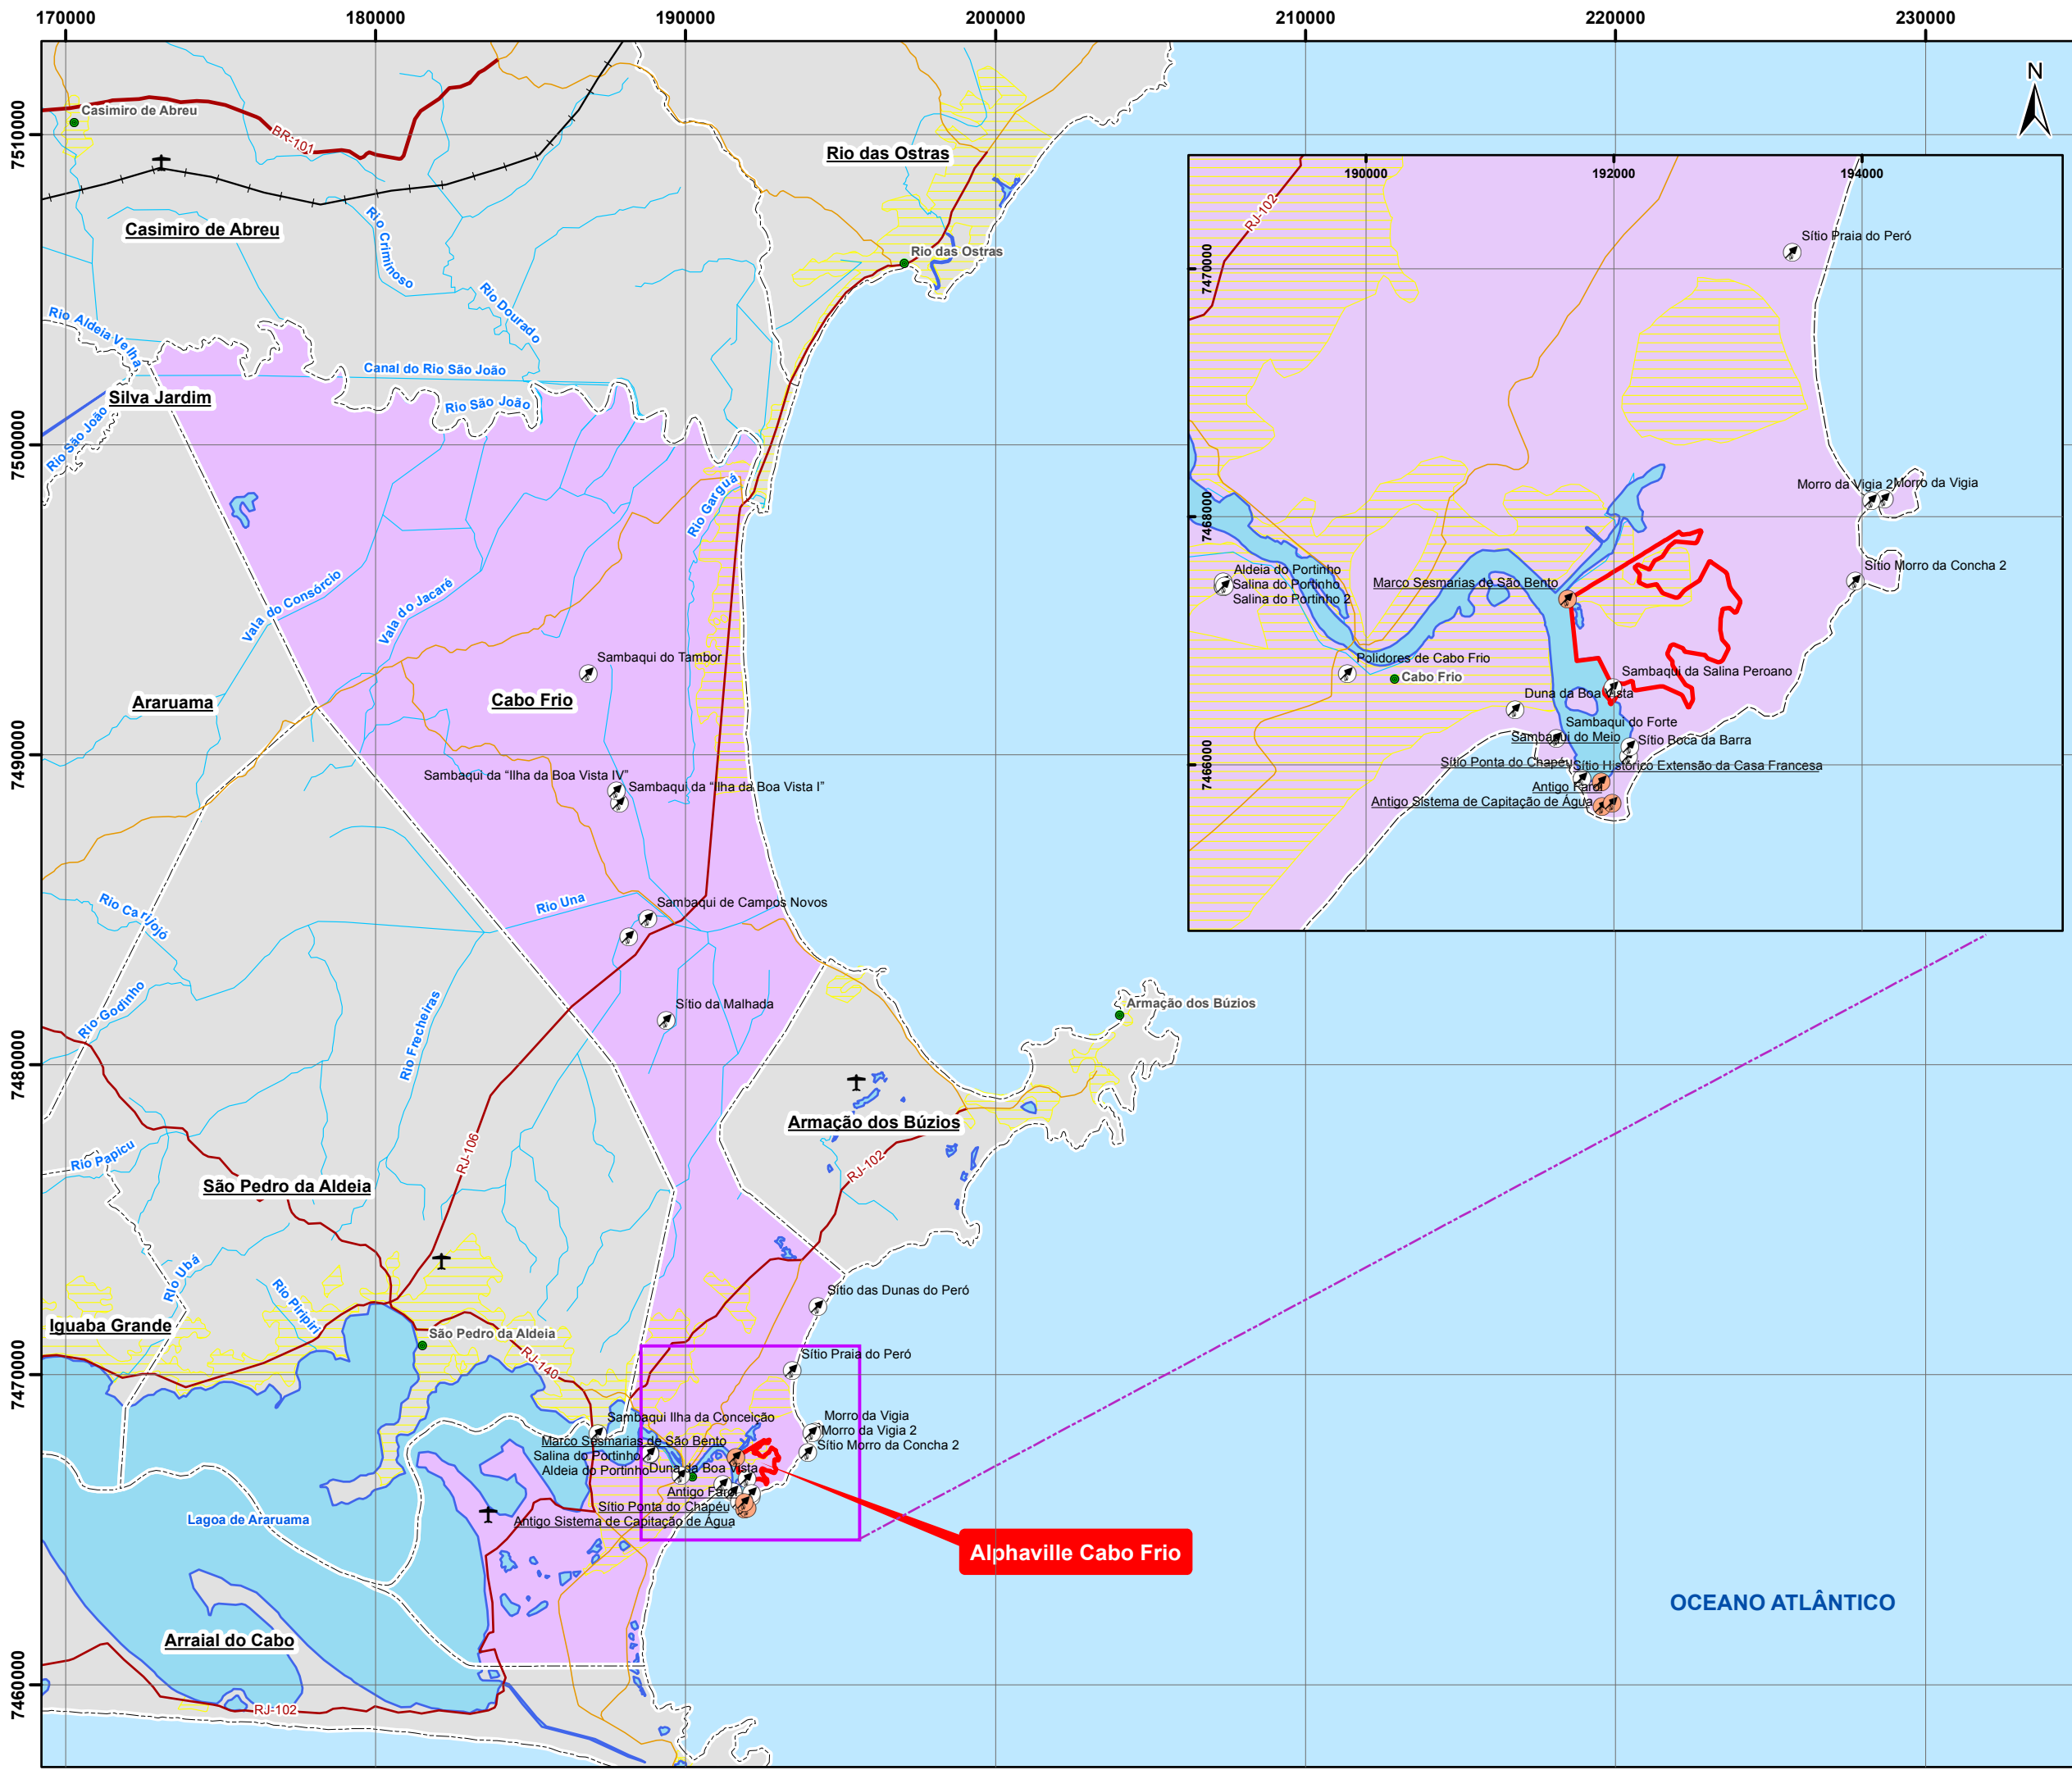 170000
180000
190000
200000
210000
220000
230000
N
7510000
7500000
7490000
7480000
7470000
7460000
Casimiro de Abreu
BR-101
Rio das Ostras
Casimiro de Abreu
Rio Criminoso
Rio das Ostras
Rio Dourado
Rio Aldeia Velha
Canal do Rio São João
Silva Jardim
Rio São João
Rio São João
Rio Garguá
Vala do Consórcio
Vala do Jacaré
Sambaqui do Tambor
Araruama
Cabo Frio
Sambaqui da “Ilha da Boa Vista IV”
Sambaqui da “Ilha da Boa Vista I”
Rio Una
Sambaqui de Campos Novos
Rio Carijojó
Rio Godinho
Rio Frecheiras
Sítio da Malhada
Armação dos Búzios
Armação dos Búzios
RJ-106
RJ-102
Rio Papicu
São Pedro da Aldeia
Rio Ubá
Rio Piripiri
Iguaba Grande
São Pedro da Aldeia
RJ-140
Sítio das Dunas do Peró
Sítio Praia do Peró
Sambaqui Ilha da Conceição
Morro da Vigia
Morro da Vigia 2
Marco Sesmarias de São Bento
Sítio Morro da Concha 2
Salina do Portinho
Aldeia do Portinho
Duna da Boa Vista
Antigo Farol
Sítio Ponta do Chapéu
Antigo Sistema de Capitação de Água
Lagoa de Araruama
Alphaville Cabo Frio
OCEANO ATLÂNTICO
Arraial do Cabo
RJ-102
190000
192000
194000
7470000
7468000
7466000
RJ-102
Sítio Praia do Peró
Morro da Vigia 2
Morro da Vigia
Sítio Morro da Concha 2
Aldeia do Portinho
Salina do Portinho
Salina do Portinho 2
Marco Sesmarias de São Bento
Polidores de Cabo Frio
Cabo Frio
Sambaqui da Salina Peroano
Duna da Boa Vista
Sambaqui do Forte
Sambaqui do Meio
Sítio Boca da Barra
Sítio Ponta do Chapéu
Sítio Histórico Extensão da Casa Francesa
Antigo Farol
Antigo Sistema de Capitação de Água